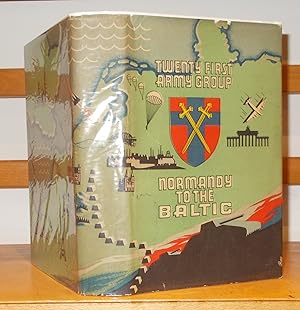 TWENTY FIRST
ARMY GROUP
NORMANDY
TO THE
BALTIC